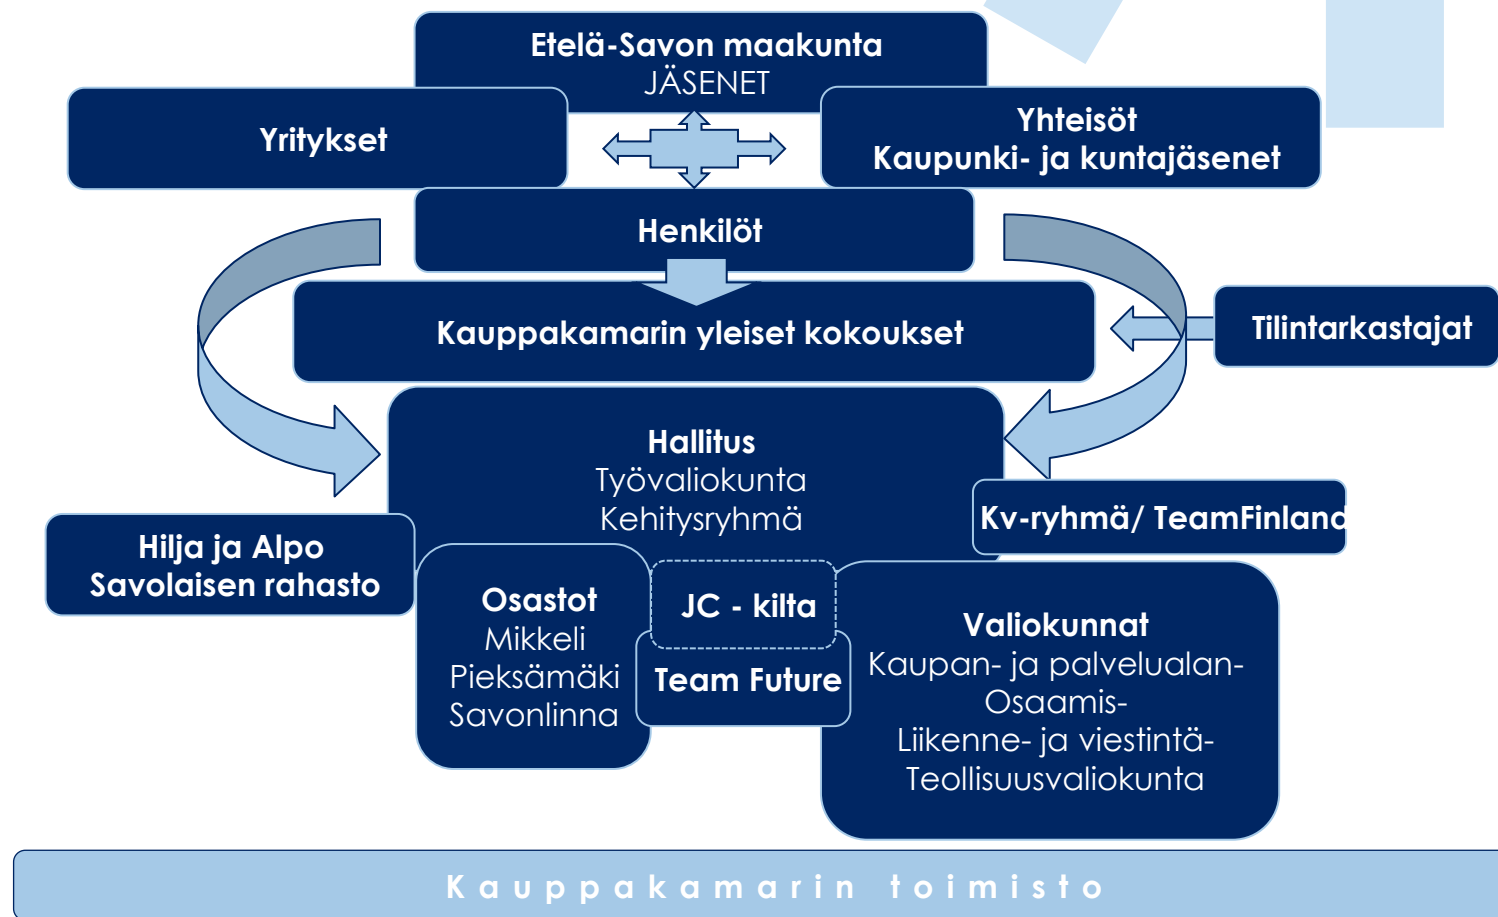 Etelä-Savon maakunta
JÄSENET
Yritykset
Yhteisöt
Kaupunki- ja kuntajäsenet
Henkilöt
Kauppakamarin yleiset kokoukset
Tilintarkastajat
Hallitus
Työvaliokunta
Kehitysryhmä
Kv-ryhmä/ TeamFinland
Hilja ja Alpo
Savolaisen rahasto
Osastot
Mikkeli
Pieksämäki
Savonlinna
JC - kilta
Team Future
Valiokunnat
Kaupan- ja palvelualan-
Osaamis-
Liikenne- ja viestintä-
Teollisuusvaliokunta
Kauppakamarin toimisto